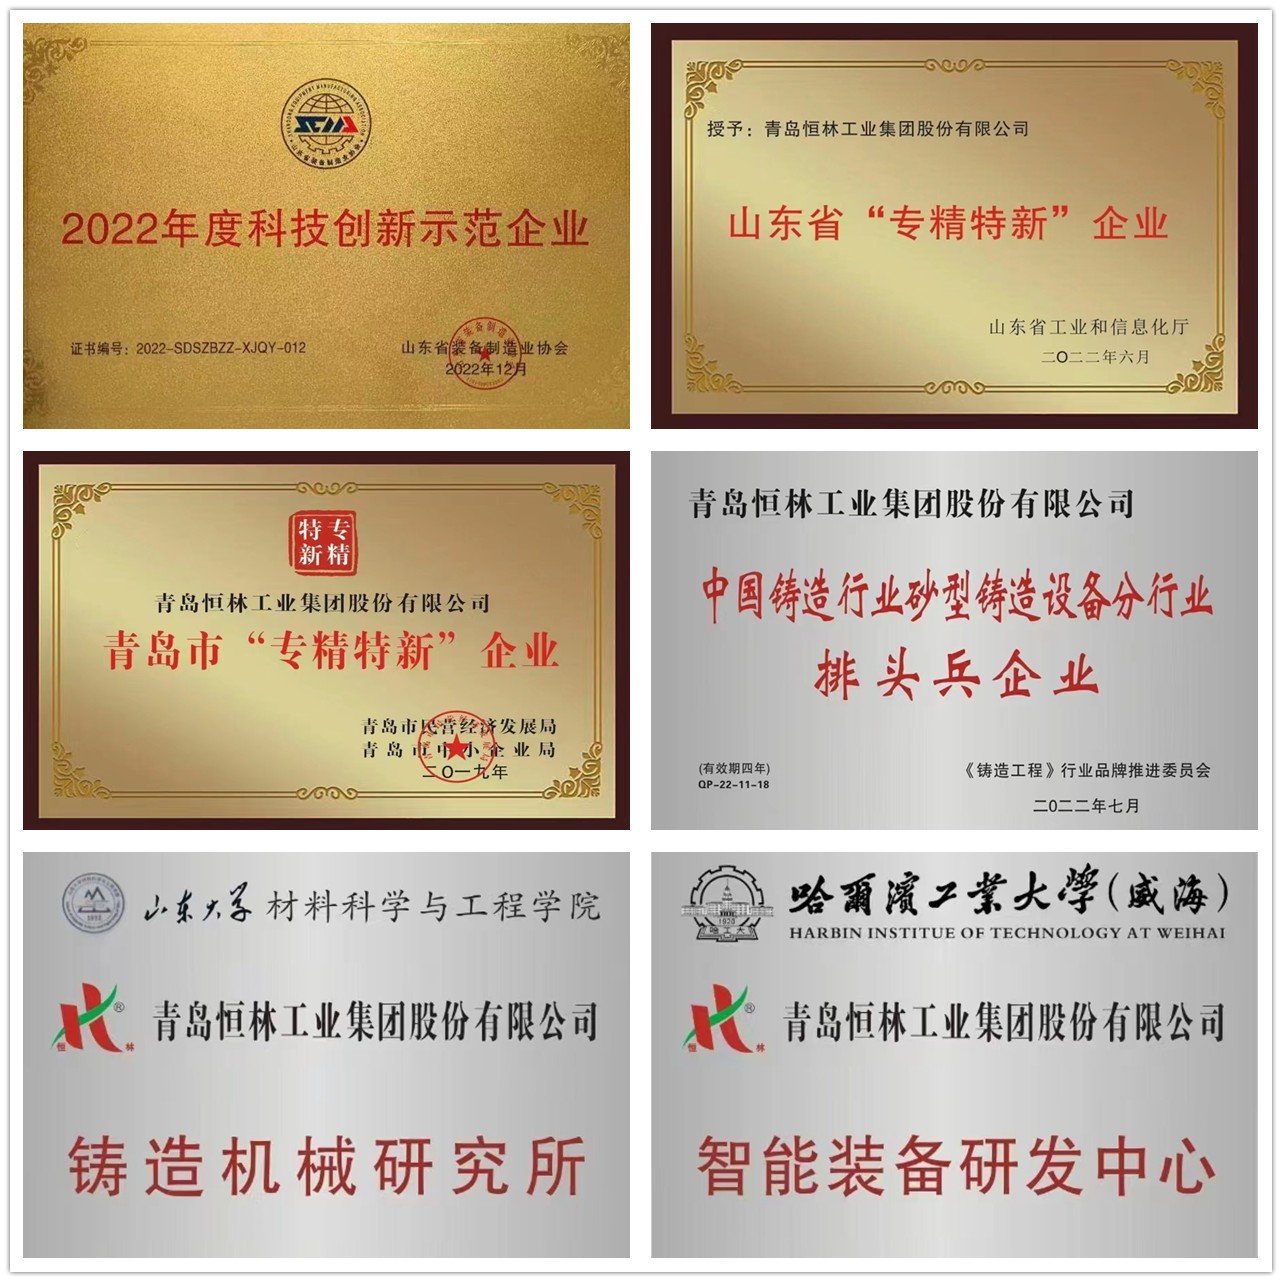 SEMA
2022年度科技创新示范企业
证书编号：2022-SDSZBZZ-XJQY-012
山东省装备制造业协会
2022年12月
授予：青岛恒林工业集团股份有限公司
山东省“专精特新”企业
山东省工业和信息化厅
二〇二二年六月
特专
新精
青岛恒林工业集团股份有限公司
青岛市“专精特新”企业
青岛市民营经济发展局
青岛市中小企业局
二〇一九年
青岛恒林工业集团股份有限公司
中国铸造行业砂型铸造设备分行业
排头兵企业
(有效期四年)
QP-22-11-18
《铸造工程》行业品牌推进委员会
二〇二二年七月
山东大学 材料科学与工程学院
青岛恒林工业集团股份有限公司
恒 林
铸造机械研究所
1920
哈工大
哈爾濱工業大學(威海)
HARBIN INSTITUE OF TECHNOLOGY AT WEIHAI
青岛恒林工业集团股份有限公司
恒 林
智能装备研发中心